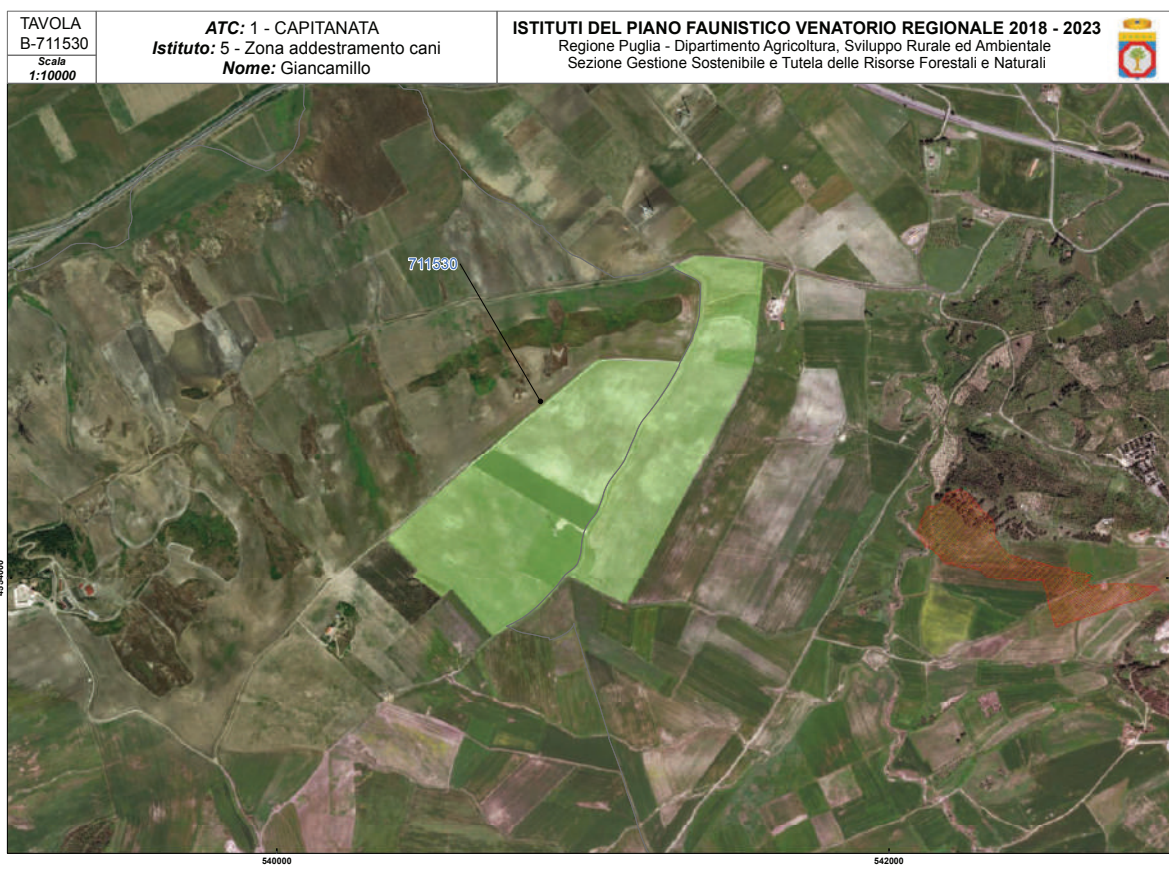 TAVOLA
B-711530
Scala
1:10000
ATC: 1 - CAPITANATA
Istituto: 5 - Zona addestramento cani
Nome: Giancamillo
ISTITUTI DEL PIANO FAUNISTICO VENATORIO REGIONALE 2018 - 2023
Regione Puglia - Dipartimento Agricoltura, Sviluppo Rurale ed Ambientale
Sezione Gestione Sostenibile e Tutela delle Risorse Forestali e Naturali
711530
540000
542000